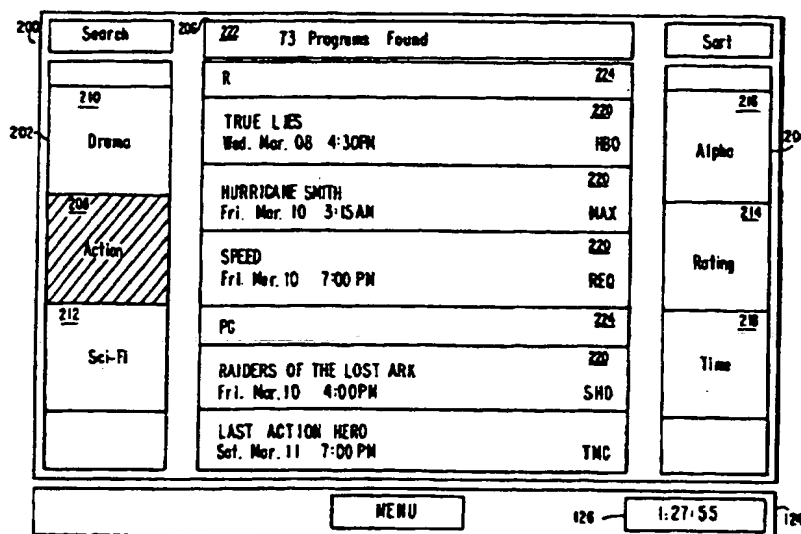 200
Search
206
222 73 Programs Found
Sort
R 224
210
Drama
202
TRUE LIES
Wed. Mar. 08 4:30PM
220
HBO
216
Alpha
20
208
Action
HURRICANE SMITH
Fri. Mar. 10 3:15AM
220
MAX
SPEED
Fri. Mar. 10 7:00 PM
220
REQ
214
Rating
212
Sci-Fi
PG 224
RAIDERS OF THE LOST ARK
Fri. Mar. 10 4:00PM
220
SHO
218
Time
LAST ACTION HERO
Sat. Mar. 11 7:00 PM
TMC
MENU
126
1:27:55